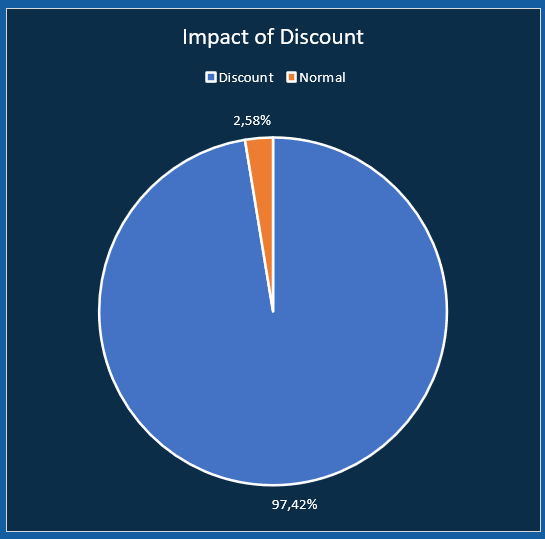 Impact of Discount
Discount Normal
2,58%
97,42%